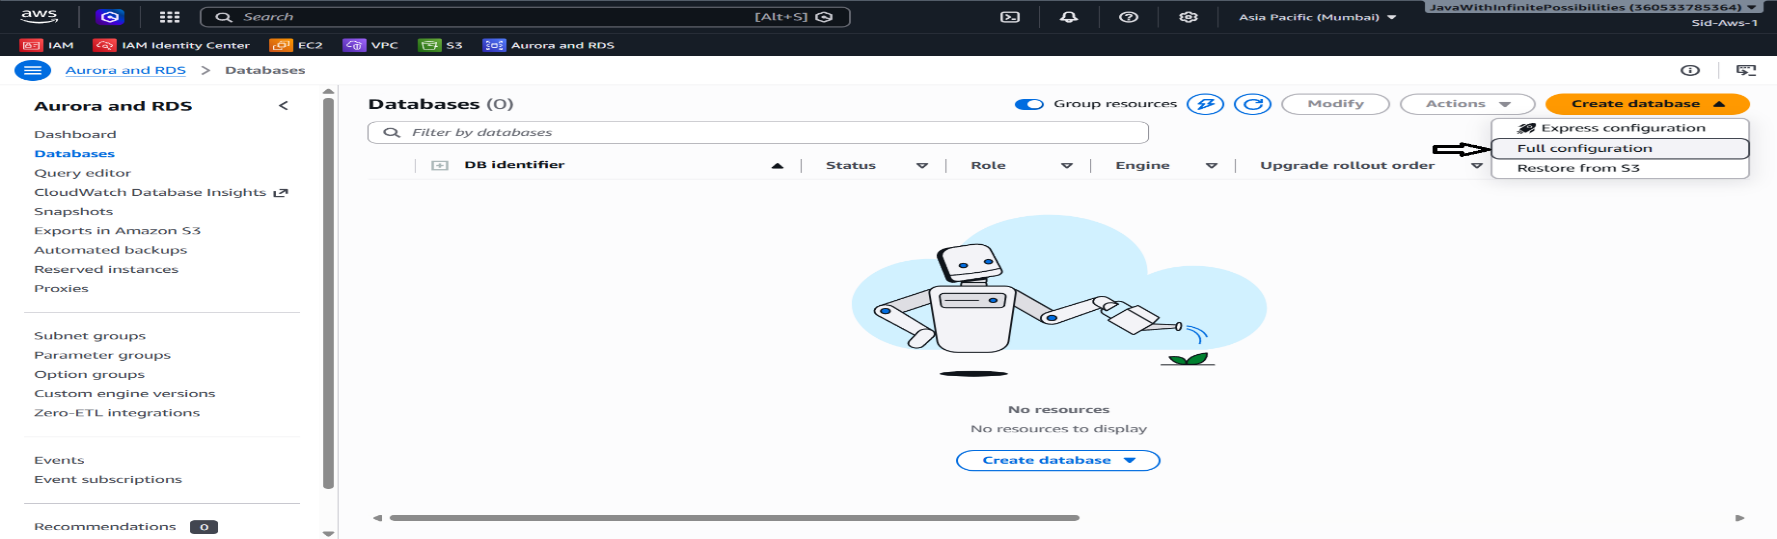 aws
Search [Alt+S]
Asia Pacific (Mumbai)
JavaWithInfinitePossibilities (360533785364)
Sid-Aws-1
IAM IAM Identity Center EC2 VPC S3 Aurora and RDS
Aurora and RDS > Databases
Aurora and RDS
Dashboard
Databases
Query editor
CloudWatch Database Insights
Snapshots
Exports in Amazon S3
Automated backups
Reserved instances
Proxies
Subnet groups
Parameter groups
Option groups
Custom engine versions
Zero-ETL integrations
Events
Event subscriptions
Recommendations 0
Databases (0)
Group resources Modify Actions Create database
Express configuration
Full configuration
Restore from S3
Filter by databases
DB identifier Status Role Engine Upgrade rollout order
No resources
No resources to display
Create database